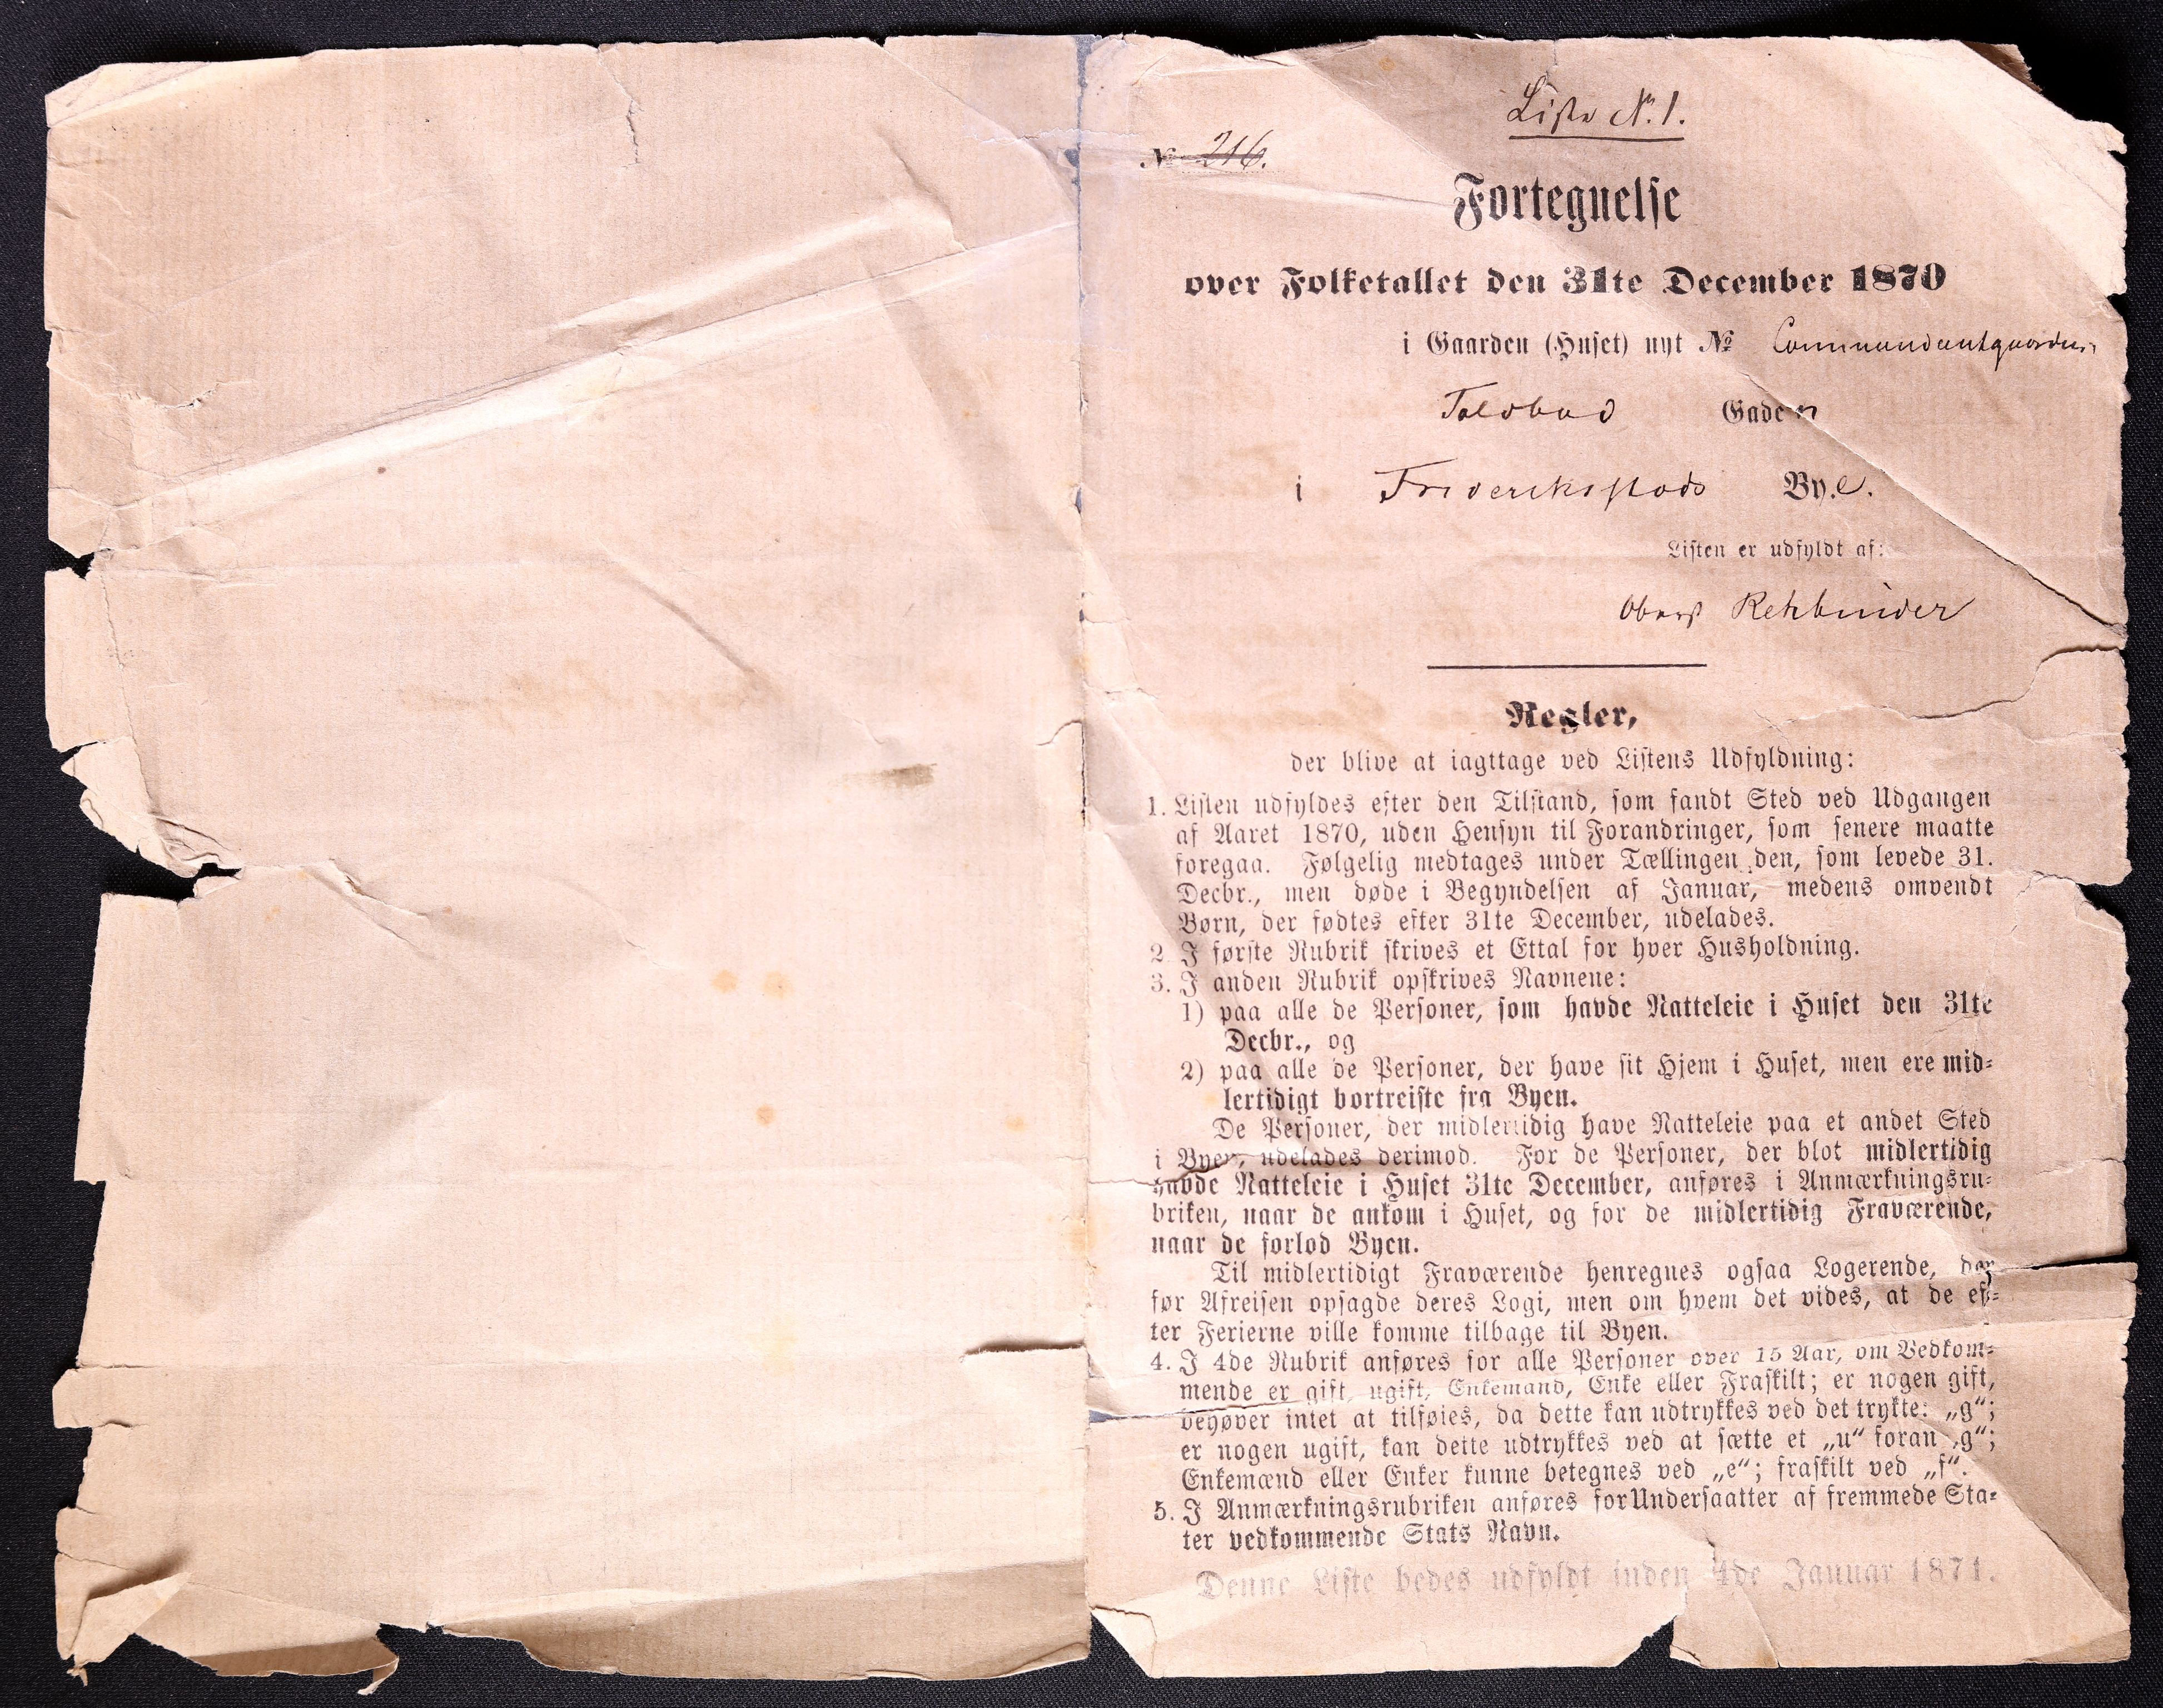 Liste № 1.
№ 216.
Fortegnelse
over Folketallet den 31te December 1870
i Gaarden (Huset) nyt № Commandantgaarden
Toldbod Gaden
i Frideriksstads By.e.
Listen er udfyldt af:
Oberst Rehbinder
Regler,
der blive at iagttage ved Listens Udfyldning:
1. Listen udfyldes efter den Tilstand, som fandt Sted ved Udgangen
af Aaret 1870, uden Hensyn til Forandringer, som senere maatte
foregaa. Følgelig medtages under Tællingen den, som levede 31.
Decbr., men døde i Begyndelsen af Januar, medens omvendt
Børn, der fødtes efter 31te December, udelades.
2. I første Rubrik skrives et Ettal for hver Husholdning.
3. I anden Rubrik opskrives Navnene:
1) paa alle de Personer, som havde Natteleie i Huset den 31te
Decbr., og
2) paa alle de Personer, der have sit Hjem i Huset, men ere mid-
lertidigt bortreiste fra Byen.
De Personer, der midlertidig have Natteleie paa et andet Sted
i Byen, udelades derimod. For de Personer, der blot midlertidig
havde Natteleie i Huset 31te December, anføres i Anmærkningsru-
briken, naar de ankom i Huset, og for de midlertidig Fraværende,
naar de forlod Byen.
Til midlertidigt Fraværende henregnes ogsaa Logerende, der
før Afreisen opsagde deres Logi, men om hvem det vides, at de ef-
ter Ferierne ville komme tilbage til Byen.
4. I 4de Rubrik anføres for alle Personer over 15 Aar, om Vedkom-
mende er gift, ugift, Enkemand, Enke eller Fraskilt; er nogen gift,
behøver intet at tilføies, da dette kan udtrykkes ved det trykte: „g“;
er nogen ugift, kan dette udtrykkes ved at sætte et „u“ foran „g“;
Enkemænd eller Enker kunne betegnes ved „e“; fraskilt ved „f“.
5. I Anmærkningsrubriken anføres for Undersaatter af fremmede Sta-
ter vedkommende Stats Navn.
Denne Liste bedes udfyldt inden 4de Januar 1871.